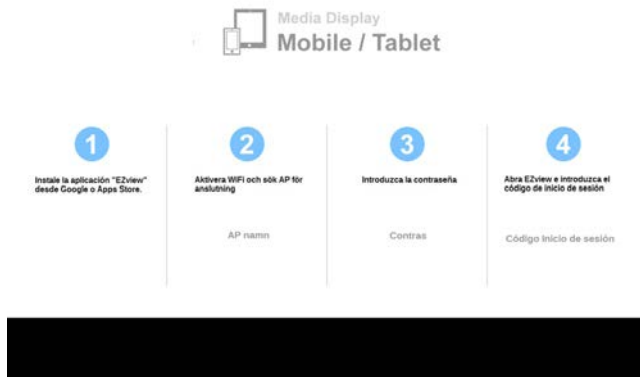 Media Display
Mobile / Tablet
1
Instale la aplicación "EZview"
desde Google o Apps Store.
2
Aktivera WiFi och sök AP för
anslutning
AP namn
3
Introduzca la contraseña
Contras
4
Abra EZview e introduzca el
código de inicio de sesión
Código Inicio de sesión